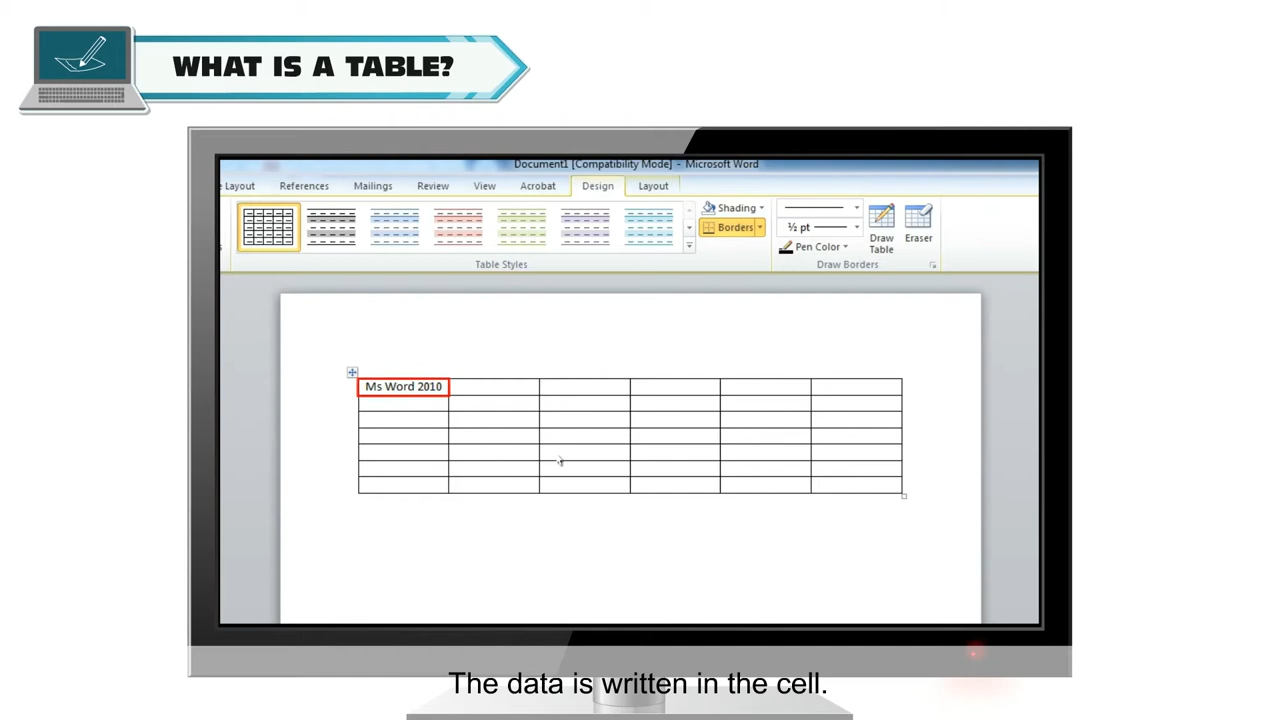 WHAT IS A TABLE?
Document1 [Compatibility Mode] - Microsoft Word
e Layout References Mailings Review View Acrobat Design Layout
Shading
Borders
½ pt
Pen Color
Draw Table
Eraser
Table Styles
Draw Borders
Ms Word 2010
The data is written in the cell.